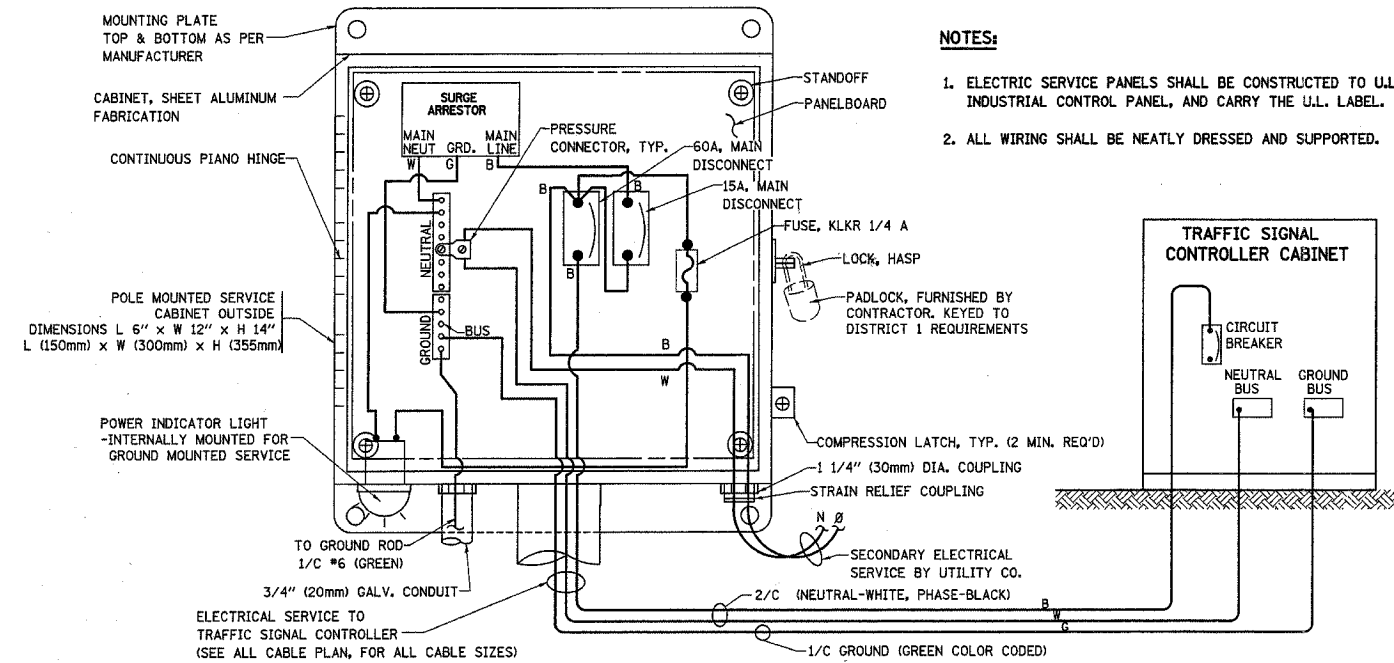 MOUNTING PLATE
TOP & BOTTOM AS PER
MANUFACTURER
CABINET, SHEET ALUMINUM
FABRICATION
CONTINUOUS PIANO HINGE
POLE MOUNTED SERVICE
CABINET OUTSIDE
DIMENSIONS L 6" x W 12" x H 14"
L (150mm) x W (300mm) x H (355mm)
POWER INDICATOR LIGHT
-INTERNALLY MOUNTED FOR
GROUND MOUNTED SERVICE
TO GROUND ROD
1/C #6 (GREEN)
3/4" (20mm) GALV. CONDUIT
ELECTRICAL SERVICE TO
TRAFFIC SIGNAL CONTROLLER
(SEE ALL CABLE PLAN, FOR ALL CABLE SIZES)
SURGE
ARRESTOR
MAIN
NEUT
GRD.
MAIN
LINE
W
G
B
PRESSURE
CONNECTOR, TYP.
NEUTRAL
GROUND
BUS
B
B
B
B
W
STANDOFF
PANELBOARD
60A, MAIN
DISCONNECT
15A, MAIN
DISCONNECT
FUSE, KLKR 1/4 A
LOCK, HASP
PADLOCK, FURNISHED BY
CONTRACTOR. KEYED TO
DISTRICT 1 REQUIREMENTS
COMPRESSION LATCH, TYP. (2 MIN. REQ'D)
1 1/4" (30mm) DIA. COUPLING
STRAIN RELIEF COUPLING
N Ø
SECONDARY ELECTRICAL
SERVICE BY UTILITY CO.
2/C (NEUTRAL-WHITE, PHASE-BLACK)
B
W
G
1/C GROUND (GREEN COLOR CODED)
NOTES:
1. ELECTRIC SERVICE PANELS SHALL BE CONSTRUCTED TO U.L
INDUSTRIAL CONTROL PANEL, AND CARRY THE U.L. LABEL.
2. ALL WIRING SHALL BE NEATLY DRESSED AND SUPPORTED.
TRAFFIC SIGNAL
CONTROLLER CABINET
CIRCUIT
BREAKER
NEUTRAL
BUS
GROUND
BUS